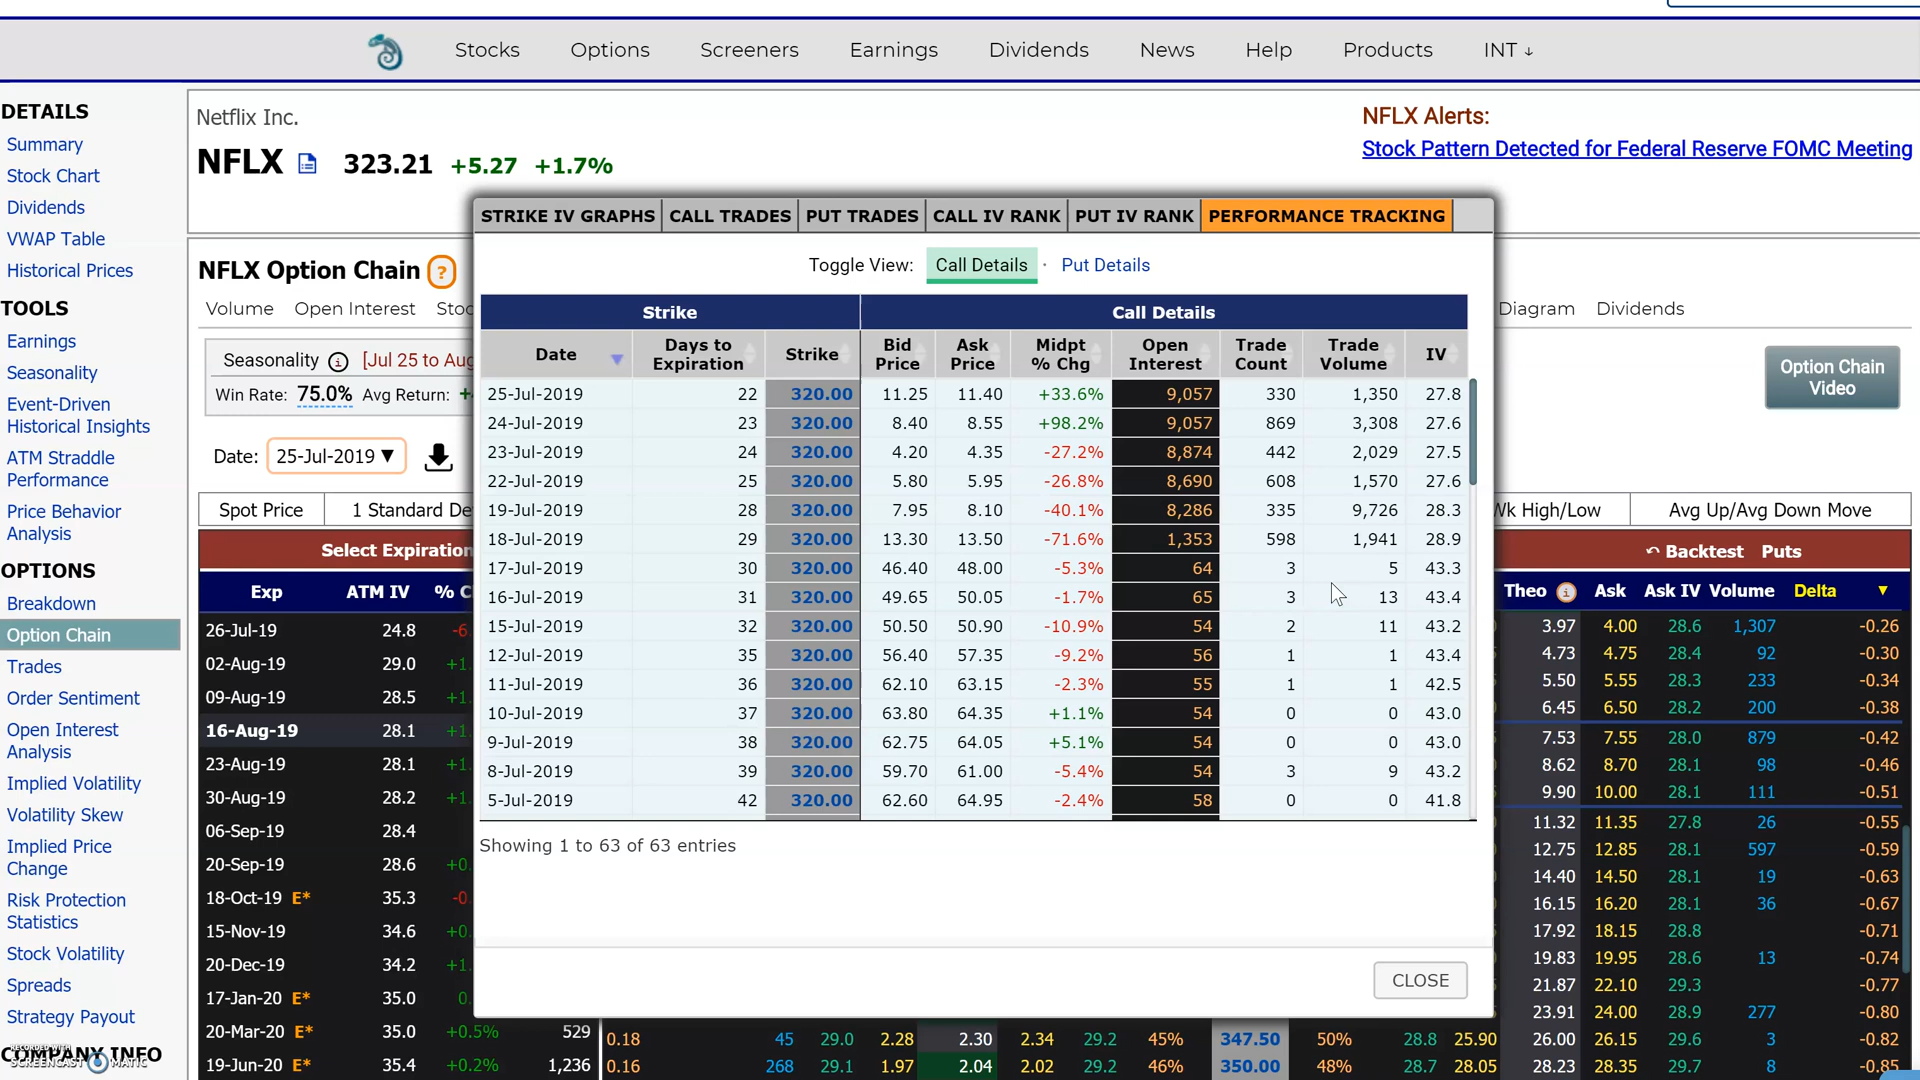 Stocks Options Screeners Earnings Dividends News Help Products INT ↓
DETAILS
Summary
Stock Chart
Dividends
VWAP Table
Historical Prices
TOOLS
Earnings
Seasonality
Event-Driven
Historical Insights
ATM Straddle
Performance
Price Behavior
Analysis
OPTIONS
Breakdown
Option Chain
Trades
Order Sentiment
Open Interest
Analysis
Implied Volatility
Volatility Skew
Implied Price
Change
Risk Protection
Statistics
Stock Volatility
Spreads
Strategy Payout
COMPANY INFO
RECORDED WITH
SCREENCAST MATIC
Netflix Inc.
NFLX 323.21 +5.27 +1.7%
NFLX Alerts:
Stock Pattern Detected for Federal Reserve FOMC Meeting
NFLX Option Chain ?
Volume Open Interest Stoc
Diagram Dividends
Seasonality i [Jul 25 to Aug
Win Rate: 75.0% Avg Return: +
Option Chain
Video
Date: 25-Jul-2019 ▼
Spot Price 1 Standard De
Wk High/Low Avg Up/Avg Down Move
Select Expiration
Exp ATM IV % C
26-Jul-19 24.8 -6
02-Aug-19 29.0 +1
09-Aug-19 28.5 +1
16-Aug-19 28.1 +1
23-Aug-19 28.1 +1
30-Aug-19 28.2 +1
06-Sep-19 28.4
20-Sep-19 28.6 +0
18-Oct-19 E* 35.3 -0
15-Nov-19 34.6 +0
20-Dec-19 34.2 +1
17-Jan-20 E* 35.0 0
20-Mar-20 E* 35.0 +0.5% 529
19-Jun-20 E* 35.4 +0.2% 1,236
STRIKE IV GRAPHS CALL TRADES PUT TRADES CALL IV RANK PUT IV RANK PERFORMANCE TRACKING
Toggle View: Call Details · Put Details
Strike Call Details
Date Days to Expiration Strike Bid Price Ask Price Midpt % Chg Open Interest Trade Count Trade Volume IV
25-Jul-2019 22 320.00 11.25 11.40 +33.6% 9,057 330 1,350 27.8
24-Jul-2019 23 320.00 8.40 8.55 +98.2% 9,057 869 3,308 27.6
23-Jul-2019 24 320.00 4.20 4.35 -27.2% 8,874 442 2,029 27.5
22-Jul-2019 25 320.00 5.80 5.95 -26.8% 8,690 608 1,570 27.6
19-Jul-2019 28 320.00 7.95 8.10 -40.1% 8,286 335 9,726 28.3
18-Jul-2019 29 320.00 13.30 13.50 -71.6% 1,353 598 1,941 28.9
17-Jul-2019 30 320.00 46.40 48.00 -5.3% 64 3 5 43.3
16-Jul-2019 31 320.00 49.65 50.05 -1.7% 65 3 13 43.4
15-Jul-2019 32 320.00 50.50 50.90 -10.9% 54 2 11 43.2
12-Jul-2019 35 320.00 56.40 57.35 -9.2% 56 1 1 43.4
11-Jul-2019 36 320.00 62.10 63.15 -2.3% 55 1 1 42.5
10-Jul-2019 37 320.00 63.80 64.35 +1.1% 54 0 0 43.0
9-Jul-2019 38 320.00 62.75 64.05 +5.1% 54 0 0 43.0
8-Jul-2019 39 320.00 59.70 61.00 -5.4% 54 3 9 43.2
5-Jul-2019 42 320.00 62.60 64.95 -2.4% 58 0 0 41.8
Showing 1 to 63 of 63 entries
CLOSE
Backtest Puts
Theo i Ask Ask IV Volume Delta ▼
3.97 4.00 28.6 1,307 -0.26
4.73 4.75 28.4 92 -0.30
5.50 5.55 28.3 233 -0.34
6.45 6.50 28.2 200 -0.38
7.53 7.55 28.0 879 -0.42
8.62 8.70 28.1 98 -0.46
9.90 10.00 28.1 111 -0.51
11.32 11.35 27.8 26 -0.55
12.75 12.85 28.1 597 -0.59
14.40 14.50 28.1 19 -0.63
16.15 16.20 28.1 36 -0.67
17.92 18.15 28.8 -0.71
19.83 19.95 28.6 13 -0.74
21.87 22.10 29.3 -0.77
23.91 24.00 28.9 277 -0.80
0.18 45 29.0 2.28 2.30 2.34 29.2 45% 347.50 50% 28.8 25.90 26.00 26.15 29.6 3 -0.82
0.16 268 29.1 1.97 2.04 2.02 29.2 46% 350.00 48% 28.7 28.05 28.23 28.35 29.7 8 -0.85